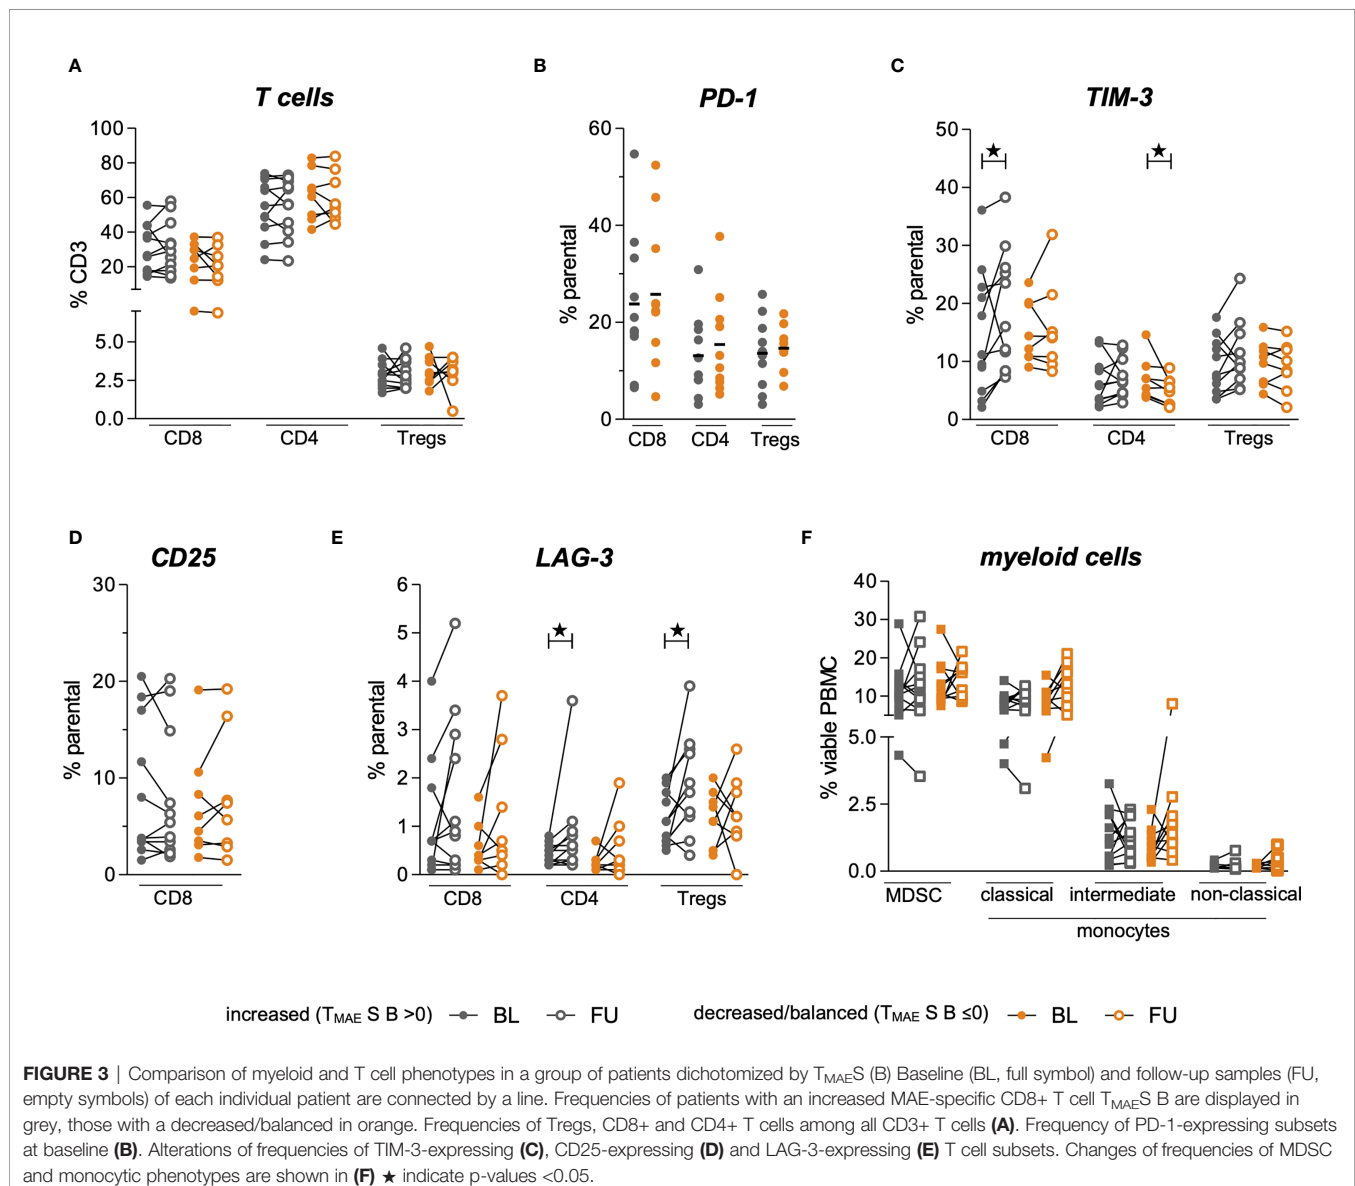 A
T cells
100
80
60
40
20
5.0
2.5
0.0
% CD3
CD8
CD4
Tregs
B
PD-1
60
40
20
0
% parental
CD8
CD4
Tregs
C
TIM-3
50
40
30
20
10
0
% parental
★
★
CD8
CD4
Tregs
D
CD25
30
20
10
0
% parental
CD8
E
LAG-3
6
5
4
3
2
1
0
% parental
★
★
CD8
CD4
Tregs
F
myeloid cells
40
30
20
10
5.0
2.5
0.0
% viable PBMC
MDSC
classical
intermediate
non-classical
monocytes
increased (TMAE S B >0) BL FU
decreased/balanced (TMAE S B ≤0) BL FU
FIGURE 3 | Comparison of myeloid and T cell phenotypes in a group of patients dichotomized by TMAES (B) Baseline (BL, full symbol) and follow-up samples (FU,
empty symbols) of each individual patient are connected by a line. Frequencies of patients with an increased MAE-specific CD8+ T cell TMAES B are displayed in
grey, those with a decreased/balanced in orange. Frequencies of Tregs, CD8+ and CD4+ T cells among all CD3+ T cells (A). Frequency of PD-1-expressing subsets
at baseline (B). Alterations of frequencies of TIM-3-expressing (C), CD25-expressing (D) and LAG-3-expressing (E) T cell subsets. Changes of frequencies of MDSC
and monocytic phenotypes are shown in (F) ★ indicate p-values <0.05.